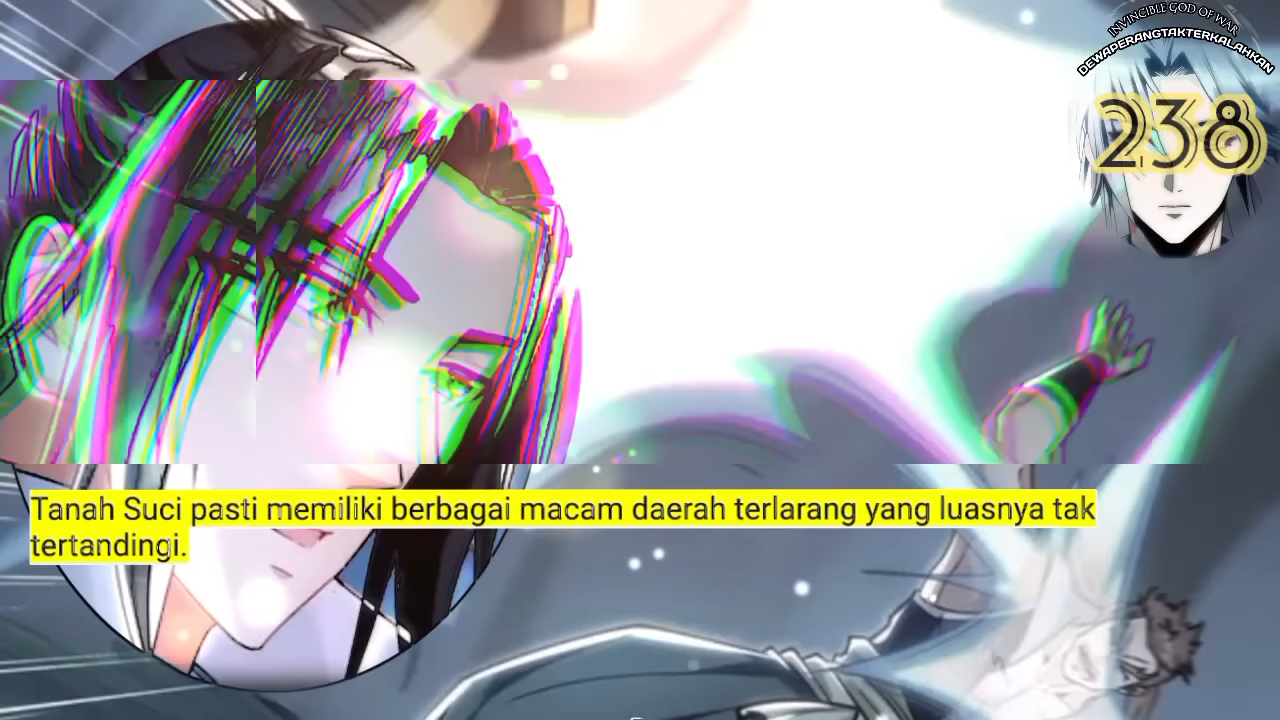 INVINCIBLE GOD OF WAR
DEWAPERANGTAKTERKALAHKAN
238
Tanah Suci pasti memiliki berbagai macam daerah terlarang yang luasnya tak
tertandingi.